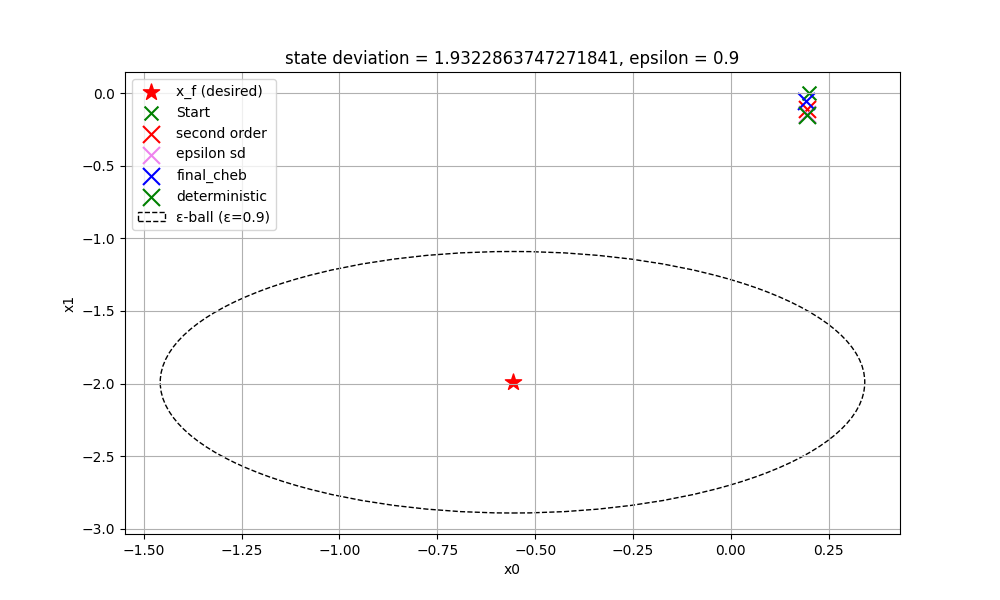 state deviation = 1.9322863747271841, epsilon = 0.9
x_f (desired)
Start
second order
epsilon sd
final_cheb
deterministic
ε-ball (ε=0.9)
0.0
−0.5
−1.0
−1.5
−2.0
−2.5
−3.0
x1
−1.50
−1.25
−1.00
−0.75
−0.50
−0.25
0.00
0.25
x0